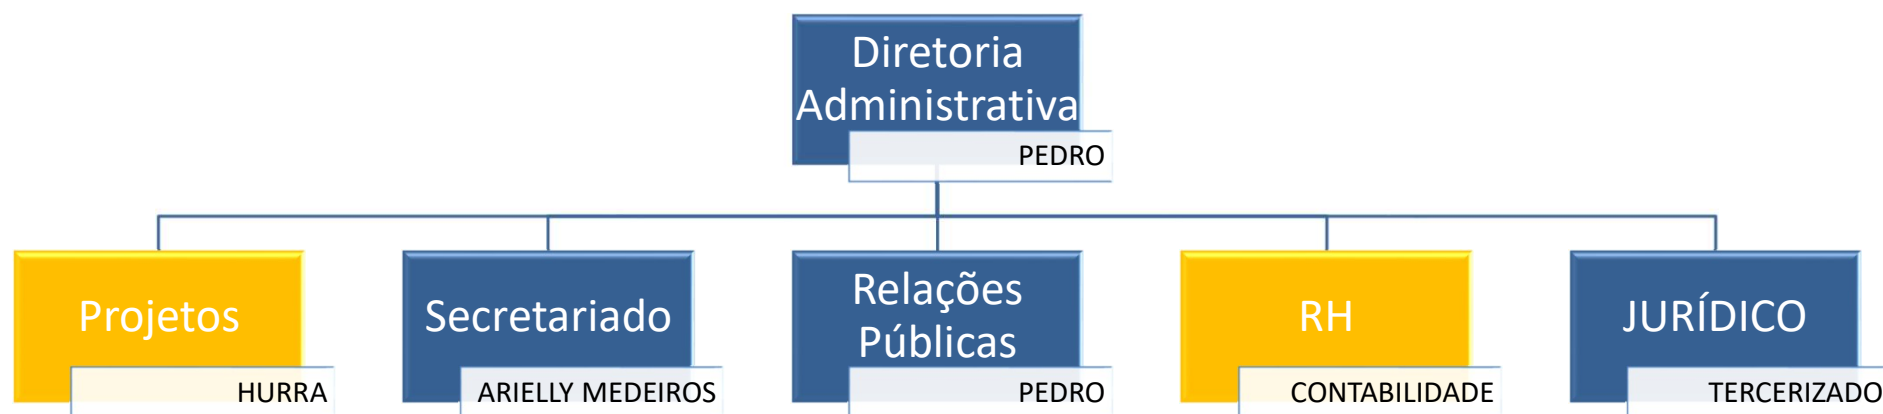 Diretoria
Administrativa
PEDRO
Projetos
HURRA
Secretariado
ARIELLY MEDEIROS
Relações
Públicas
PEDRO
RH
CONTABILIDADE
JURÍDICO
TERCERIZADO